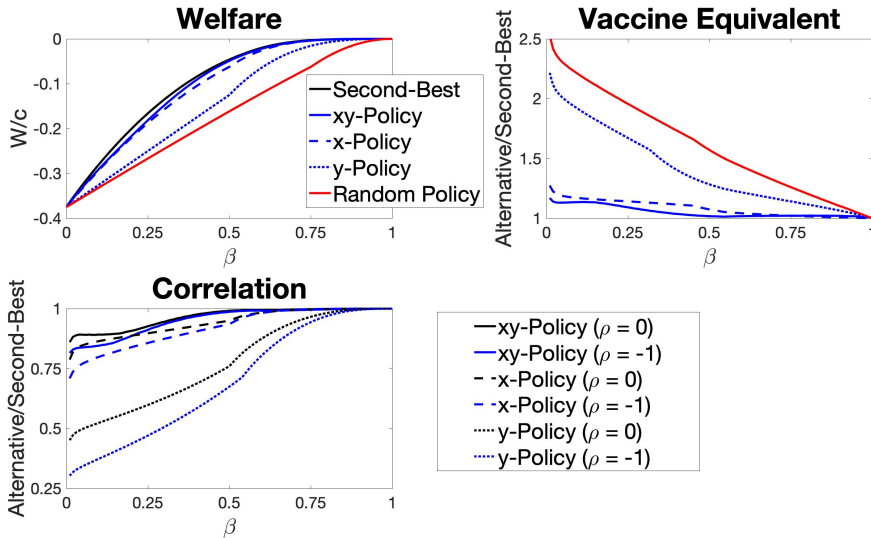 Welfare
0
-0.1
-0.2
-0.3
-0.4
W/c
0
0.25
0.5
0.75
1
β
Second-Best
xy-Policy
x-Policy
y-Policy
Random Policy
Vaccine Equivalent
2.5
2
1.5
1
Alternative/Second-Best
0
0.25
0.5
0.75
1
β
Correlation
1
0.75
0.5
0.25
Alternative/Second-Best
0
0.25
0.5
0.75
1
β
xy-Policy (ρ = 0)
xy-Policy (ρ = -1)
x-Policy (ρ = 0)
x-Policy (ρ = -1)
y-Policy (ρ = 0)
y-Policy (ρ = -1)